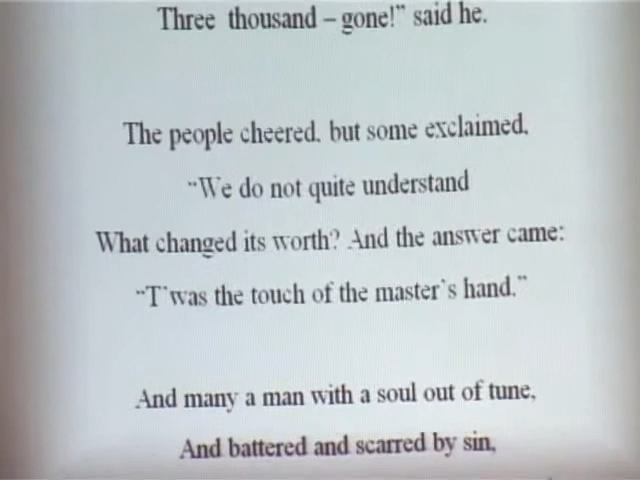 Three thousand – gone!” said he.
The people cheered. but some exclaimed,
“We do not quite understand
What changed its worth? And the answer came:
“T’was the touch of the master’s hand.”
And many a man with a soul out of tune,
And battered and scarred by sin,